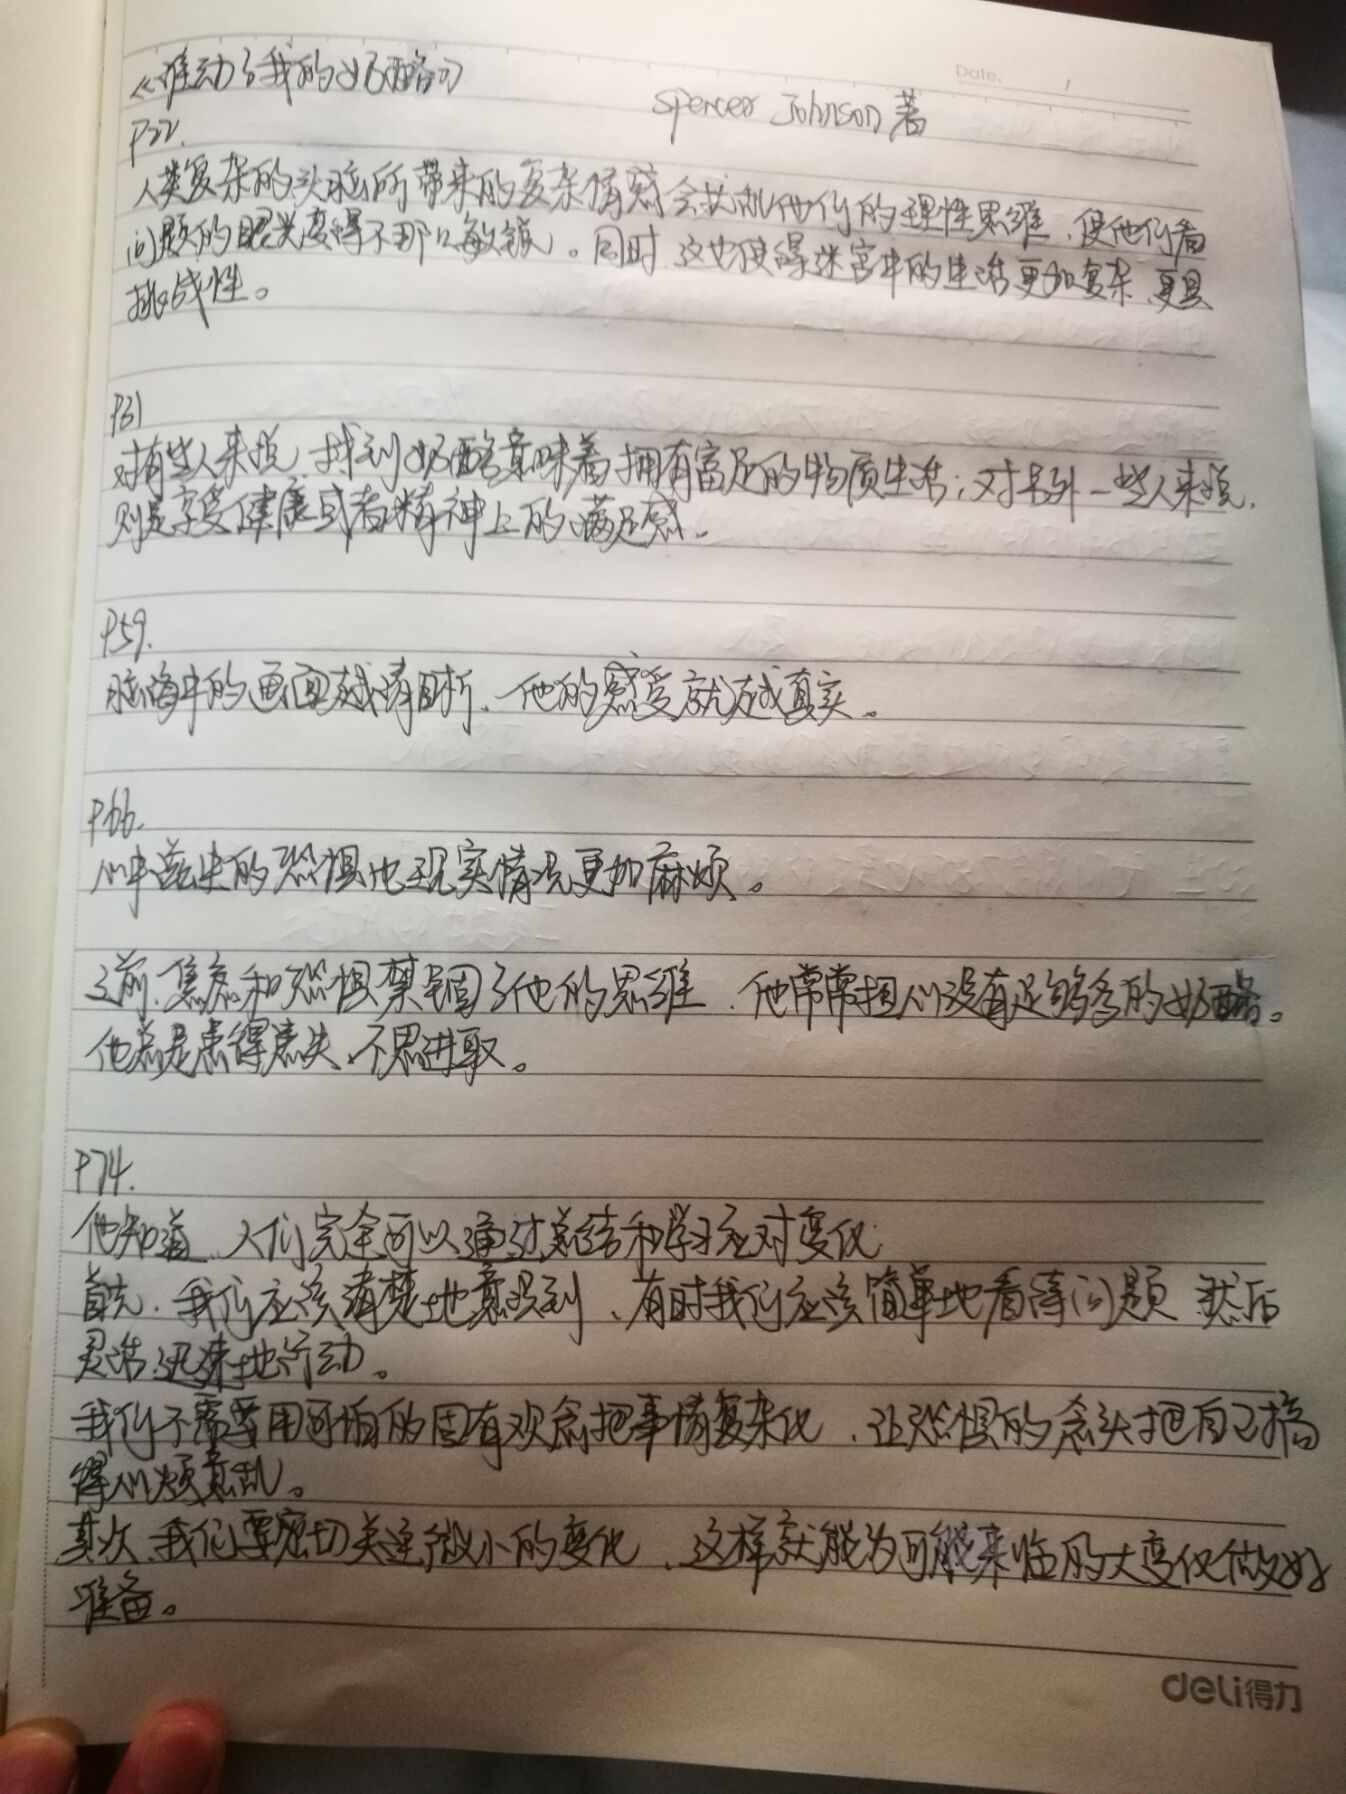 《谁动了我的奶酪》
Date.
Spencer Johnson 著
P22.
人类复杂的头脑所带来的复杂情感会扰乱他们的理性思维、使他们看
问题的眼光变得不那么敏锐。同时,这也使得迷宫中的生活更加复杂、更具
挑战性。
P31
对有些人来说,找到奶酪意味着拥有富足的物质生活;对另外一些人来说,
则是享受健康或者精神上的满足感。
P59.
脑海中的画面越清晰、他的感受就越真实。
P66.
心中滋生的恐惧比现实情况更加麻烦。
之前,焦虑和恐惧禁锢了他的思维,他常常担心没有足够多的奶酪。
他总是患得患失、不思进取。
P74.
他知道,人们完全可以通过总结和学习应对变化
首先,我们应该清楚地意识到、有时我们应该简单地看待问题 然后
灵活、迅速地行动。
我们不需要用可怕的固有观念把事情复杂化,让恐惧的念头把自己搞
得心烦意乱。
其次、我们要密切关注微小的变化,这样就能为可能来临的大变化做好
准备。
deli得力